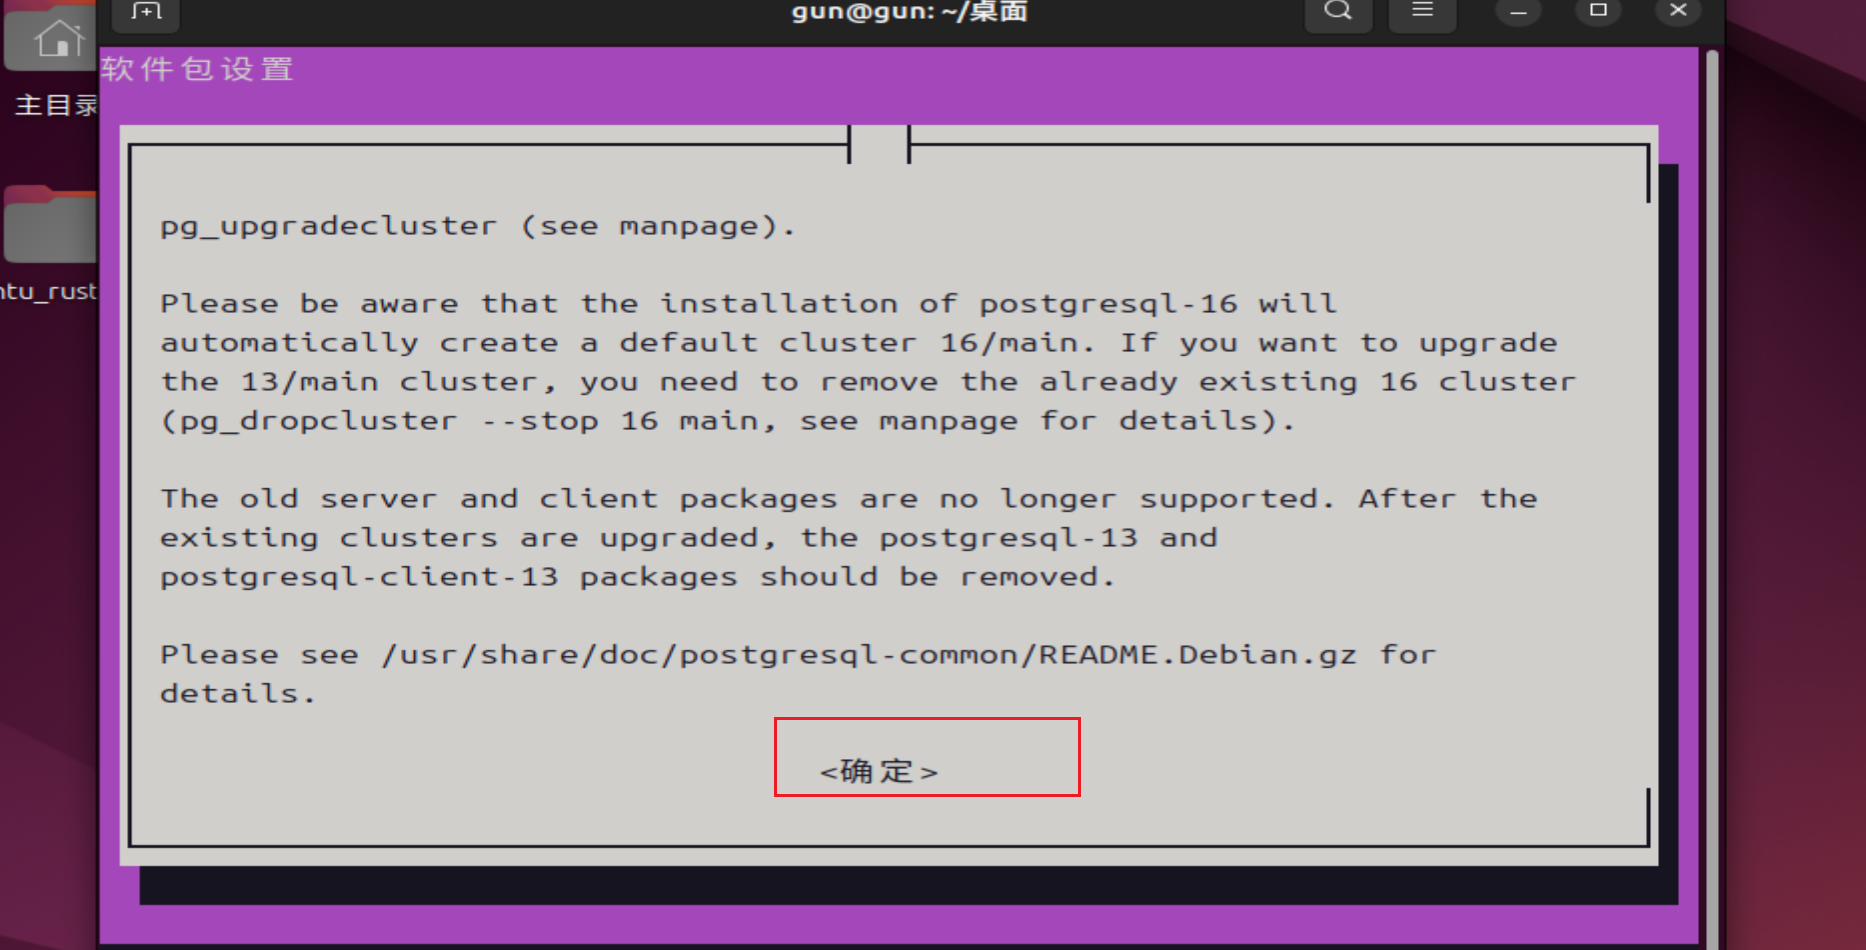 gun@gun: ~/桌面
主目录
软件包设置
pg_upgradecluster (see manpage).
ntu_rust
Please be aware that the installation of postgresql-16 will
automatically create a default cluster 16/main. If you want to upgrade
the 13/main cluster, you need to remove the already existing 16 cluster
(pg_dropcluster --stop 16 main, see manpage for details).
The old server and client packages are no longer supported. After the
existing clusters are upgraded, the postgresql-13 and
postgresql-client-13 packages should be removed.
Please see /usr/share/doc/postgresql-common/README.Debian.gz for
details.
<确定>